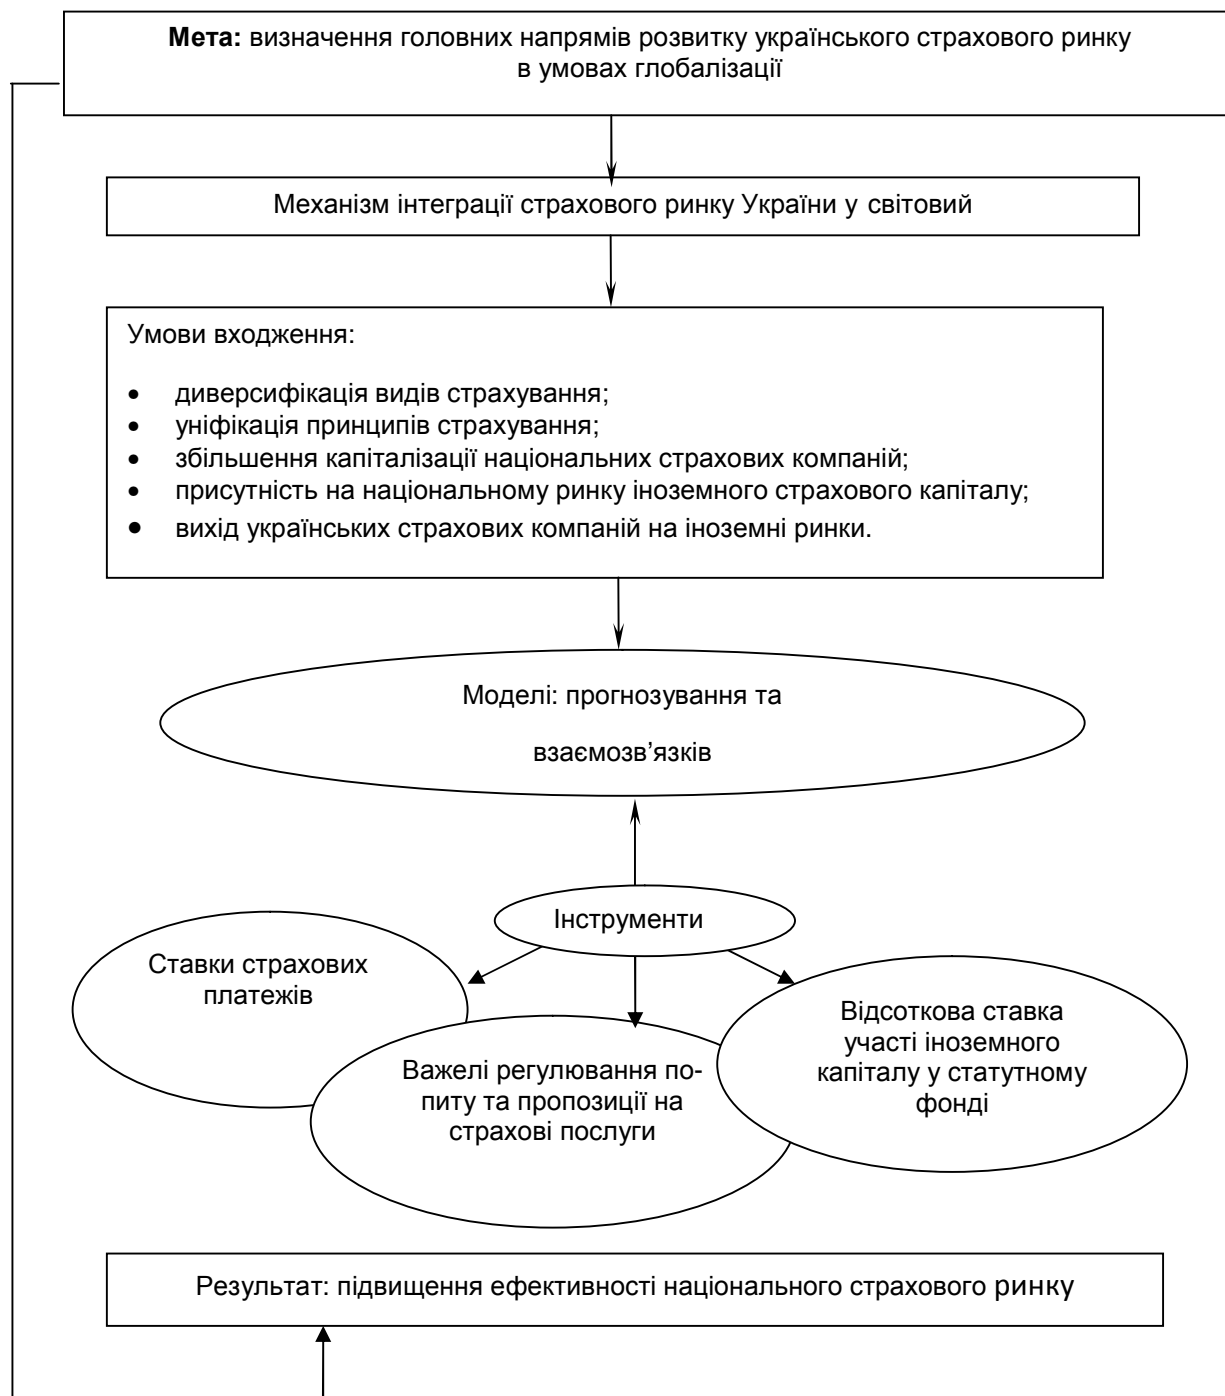 Мета: визначення головних напрямів розвитку українського страхового ринку
в умовах глобалізації
Механізм інтеграції страхового ринку України у світовий
Умови входження:
• диверсифікація видів страхування;
• уніфікація принципів страхування;
• збільшення капіталізації національних страхових компаній;
• присутність на національному ринку іноземного страхового капіталу;
• вихід українських страхових компаній на іноземні ринки.
Моделі: прогнозування та
взаємозв'язків
Інструменти
Ставки страхових
платежів
Важелі регулювання по-
питу та пропозиції на
страхові послуги
Відсоткова ставка
участі іноземного
капіталу у статутному
фонді
Результат: підвищення ефективності національного страхового ринку